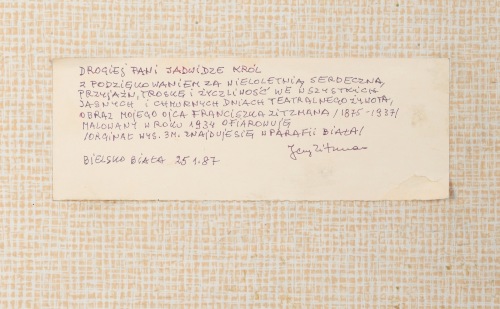 DROGIEJ PANI JADWIDZE KRÓL
Z PODZIĘKOWANIEM ZA WIELOLETNIĄ, SERDECZNĄ,
PRZYJAŹŃ, TROSKĘ I ŻYCZLIWOŚĆ WE WSZYSTKICH
JASNYCH I CHMURNYCH DNIACH TEATRALNEGO ŻYWOTA,
OBRAZ MOJEGO OJCA FRANCISZKA ZITZMANA /1875-1937/
MALOWANY W ROKU 1934 OFIAROWUJĘ
/ORGINAŁ WYS. 3M. ZNAJDUJE SIĘ W PARAFII BIAŁA/
Jerzy Zitzman
BIELSKO BIAŁA 25.1.87